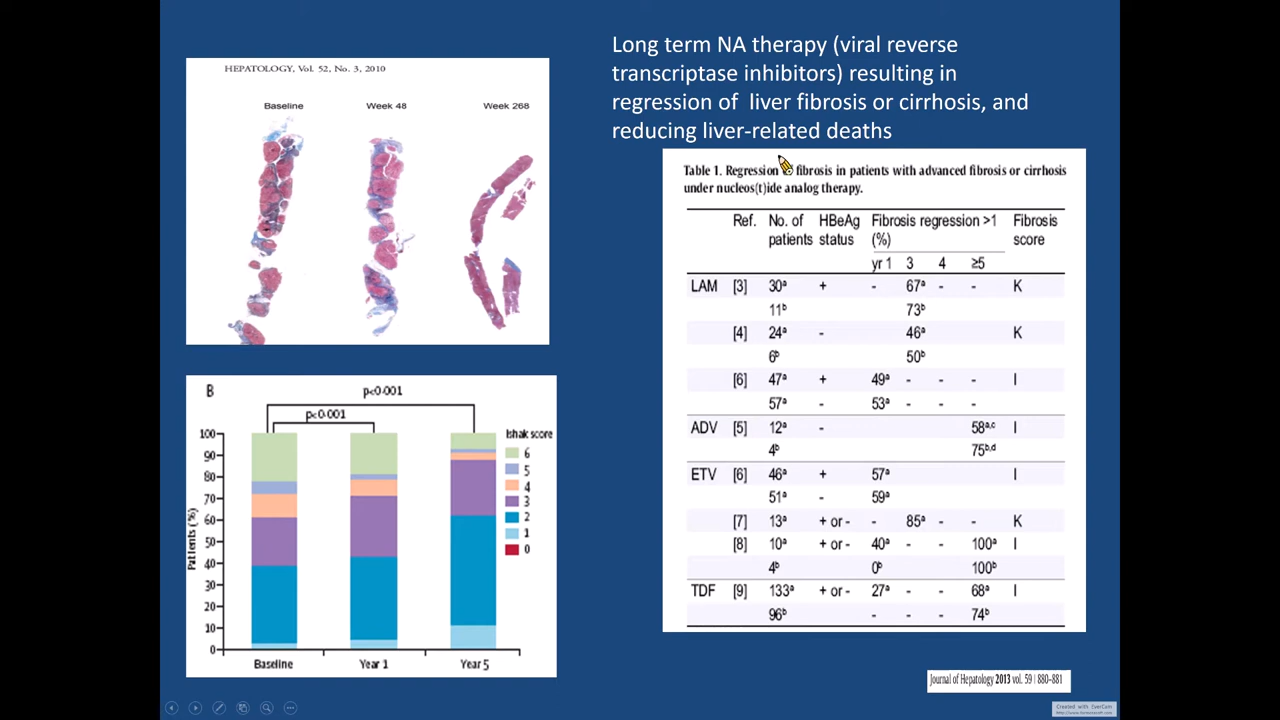 Long term NA therapy (viral reverse
transcriptase inhibitors) resulting in
regression of liver fibrosis or cirrhosis, and
reducing liver-related deaths
HEPATOLOGY, Vol. 52, No. 3, 2010
Baseline Week 48 Week 268
B
p<0·001
p<0·001
Ishak score
6
5
4
3
2
1
0
Patients (%)
100
90
80
70
60
50
40
30
20
10
0
Baseline Year 1 Year 5
Table 1. Regression fibrosis in patients with advanced fibrosis or cirrhosis
under nucleos(t)ide analog therapy.
Ref. No. of HBeAg Fibrosis regression >1 Fibrosis
patients status (%) score
yr 1 3 4 ≥5
LAM [3] 30ᵃ + - 67ᵃ - - K
11ᵇ 73ᵇ
[4] 24ᵃ - 46ᵃ K
6ᵇ 50ᵇ
[6] 47ᵃ + 49ᵃ - - - I
57ᵃ - 53ᵃ - - -
ADV [5] 12ᵃ - 58ᵃ,ᶜ I
4ᵇ 75ᵇ,ᵈ
ETV [6] 46ᵃ + 57ᵃ I
51ᵃ - 59ᵃ
[7] 13ᵃ + or - - 85ᵃ - - K
[8] 10ᵃ + or - 40ᵃ - - 100ᵃ I
4ᵇ 0ᵇ 100ᵇ
TDF [9] 133ᵃ + or - 27ᵃ - - 68ᵃ I
96ᵇ - - - 74ᵇ
Journal of Hepatology 2013 vol. 59 | 880–881
Created with EverCam